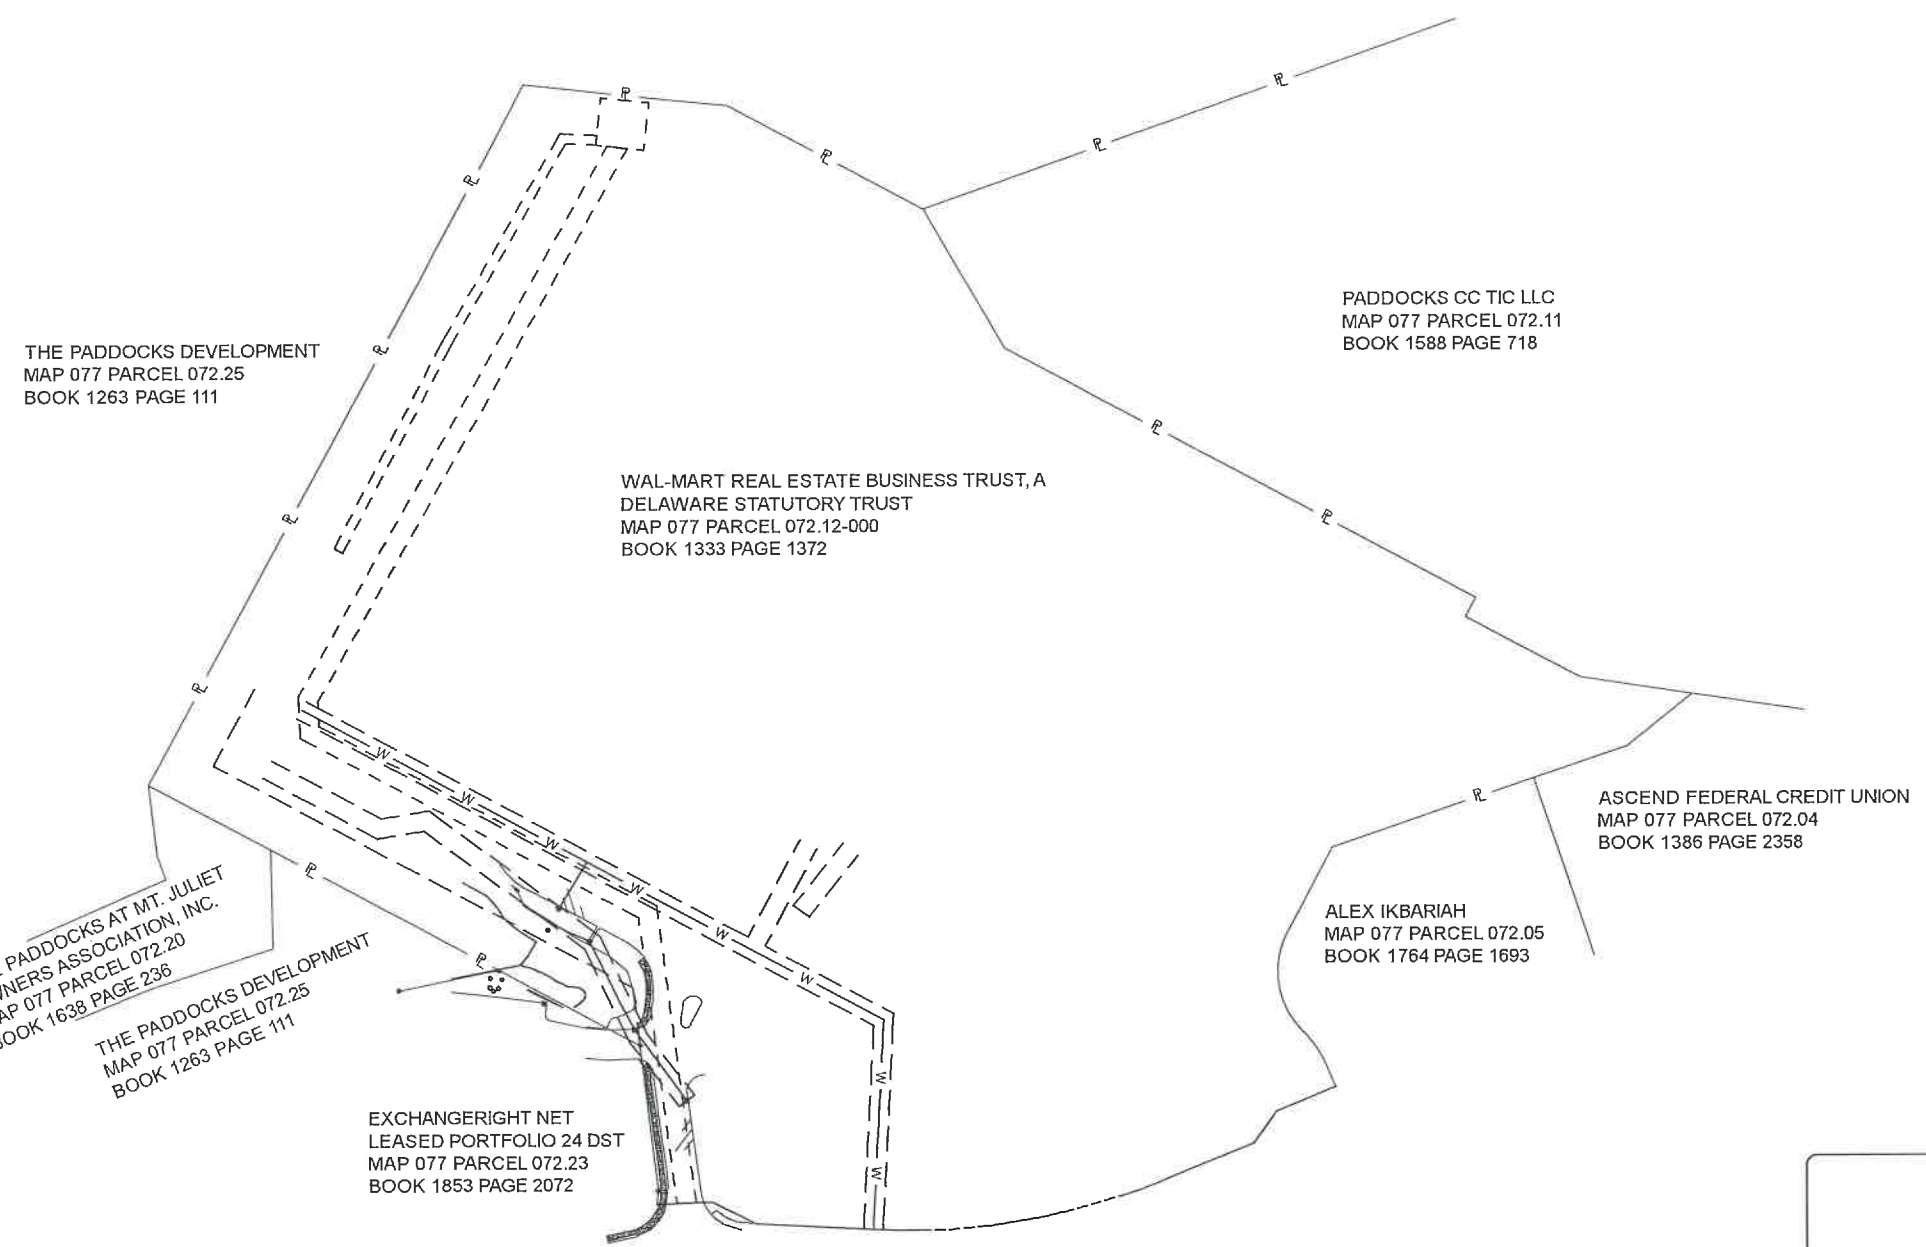 PADDOCKS CC TIC LLC
MAP 077 PARCEL 072.11
BOOK 1588 PAGE 718
THE PADDOCKS DEVELOPMENT
MAP 077 PARCEL 072.25
BOOK 1263 PAGE 111
WAL-MART REAL ESTATE BUSINESS TRUST, A
DELAWARE STATUTORY TRUST
MAP 077 PARCEL 072.12-000
BOOK 1333 PAGE 1372
ASCEND FEDERAL CREDIT UNION
MAP 077 PARCEL 072.04
BOOK 1386 PAGE 2358
ALEX IKBARIAH
MAP 077 PARCEL 072.05
BOOK 1764 PAGE 1693
PADDOCKS AT MT. JULIET
ASSOCIATION, INC.
077 PARCEL 072.20
BOOK 1638 PAGE 236
THE PADDOCKS DEVELOPMENT
MAP 077 PARCEL 072.25
BOOK 1263 PAGE 111
EXCHANGERIGHT NET
LEASED PORTFOLIO 24 DST
MAP 077 PARCEL 072.23
BOOK 1853 PAGE 2072
W
W
W
W
W
W
W
W